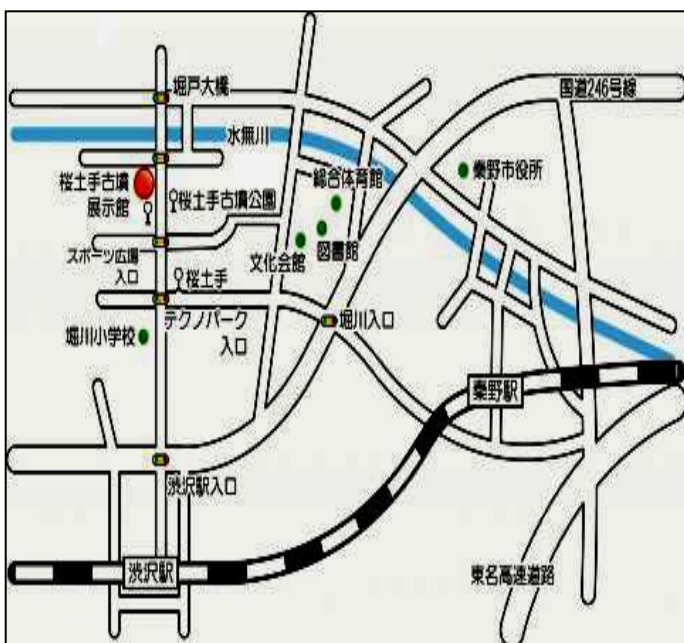 堀戸大橋
国道246号線
水無川
総合体育館
秦野市役所
桜土手古墳
展示館
桜土手古墳公園
スポーツ広場
入口
文化会館
図書館
桜土手
堀川小学校
テクノパーク
入口
堀川入口
秦野駅
渋沢駅入口
渋沢駅
東名高速道路